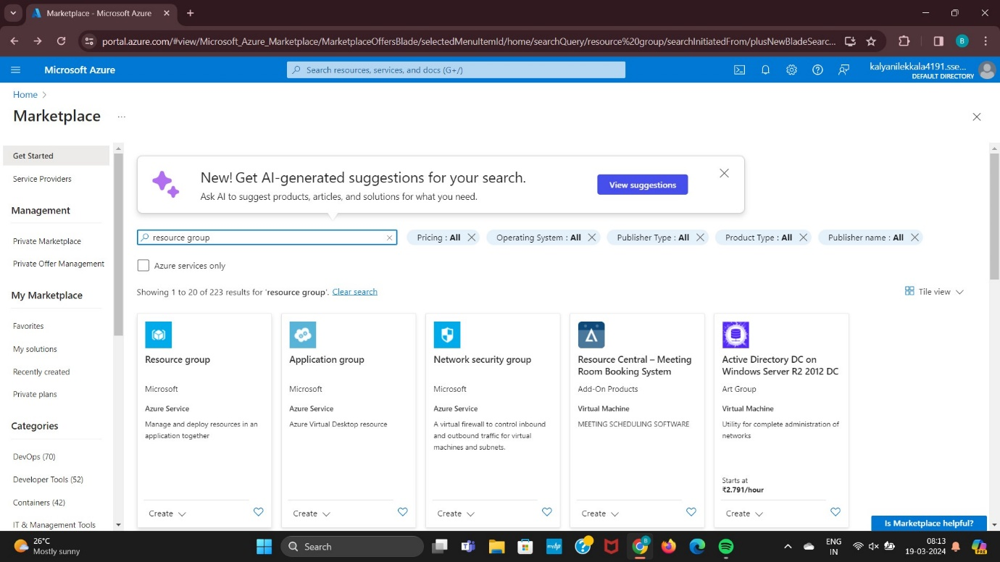 Marketplace - Microsoft Azure
portal.azure.com/#view/Microsoft_Azure_Marketplace/MarketplaceOffersBlade/selectedMenuItemId/home/searchQuery/resource%20group/searchInitiatedFrom/plusNewBladeSearc...
B
Microsoft Azure
Search resources, services, and docs (G+/)
kalyanilekkala4191.sse...
DEFAULT DIRECTORY
Home >
Marketplace ...
Get Started
Service Providers
Management
Private Marketplace
Private Offer Management
My Marketplace
Favorites
My solutions
Recently created
Private plans
Categories
DevOps (70)
Developer Tools (52)
Containers (42)
IT & Management Tools
New! Get AI-generated suggestions for your search.
Ask AI to suggest products, articles, and solutions for what you need.
View suggestions
resource group
Pricing : All
Operating System : All
Publisher Type : All
Product Type : All
Publisher name : All
Azure services only
Showing 1 to 20 of 223 results for 'resource group'. Clear search
Tile view
Resource group
Microsoft
Azure Service
Manage and deploy resources in an
application together
Create
Application group
Microsoft
Azure Service
Azure Virtual Desktop resource
Create
Network security group
Microsoft
Azure Service
A virtual firewall to control inbound
and outbound traffic for virtual
machines and subnets.
Create
Resource Central – Meeting
Room Booking System
Add-On Products
Virtual Machine
MEETING SCHEDULING SOFTWARE
Create
Active Directory DC on
Windows Server R2 2012 DC
Art Group
Virtual Machine
Utility for complete administration of
networks
Starts at
₹2.791/hour
Create
Is Marketplace helpful?
26°C
Mostly sunny
Search
myhp
B
ENG
IN
08:13
19-03-2024
PRE